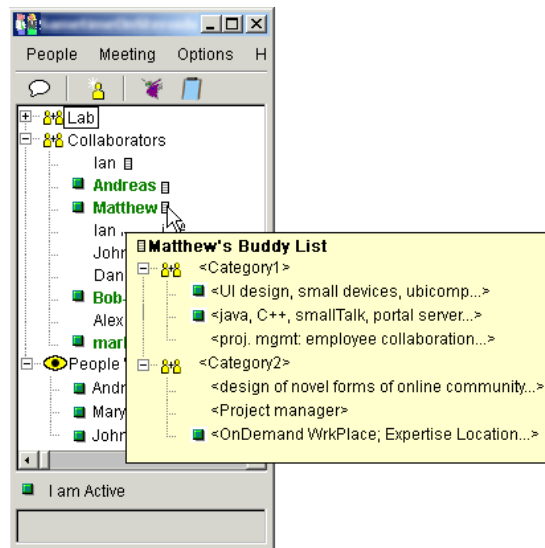 People Meeting Options H
Lab
Collaborators
Ian
Andreas
Matthew
Ian
John
Dan
Bob
Alex
mark
People
Andr
Mary
John
I am Active
Matthew's Buddy List
<Category1>
<UI design, small devices, ubicomp...>
<java, C++, smallTalk, portal server...>
<proj. mgmt: employee collaboration...>
<Category2>
<design of novel forms of online community...>
<Project manager>
<OnDemand WrkPlace; Expertise Location...>